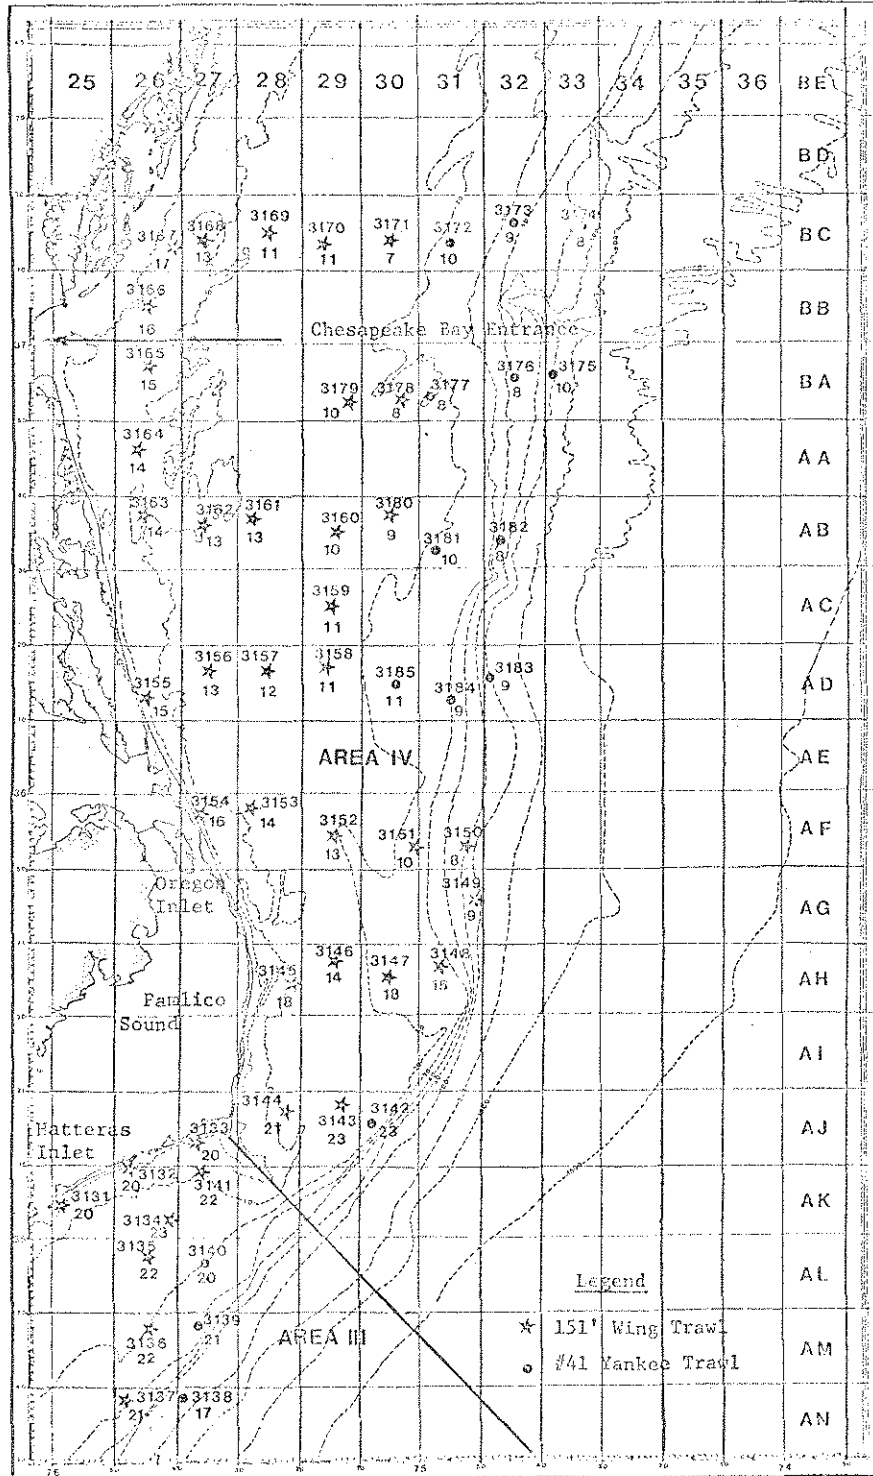 25 26 27 28 29 30 31 32 33 34 35 36 BE
BD
3173
3169
3167 3168 3170 3171 3172 3174 BC
9
13 11 11 7 10 8
17
3166
BB
16
Chesapeake Bay Entrance
37
3165
15
3176 3175
3179 3178 3177 BA
10 8 8 8 10
3164
AA
14
3163 3162 3161 3160 3180 3182
3181 AB
14 13 13 10 9 10 8
3159
AC
11
3156 3157 3158 3185 3183
3155 3184 AD
15 13 12 11 11 9 9
AREA IV AE
36
3154 3153 3152 3151 3150
AF
16 14 13 10 8
Oregon
Inlet
3149
AG
9
3145 3146 3147 3148
AH
18 14 18 15
Pamlico
Sound
AI
3144 3143 3142
21 23 23
Hatteras
Inlet
3133 AJ
20
3132
20
3131
20
3141
22
AK
3134
23
3135 3140
22 20
AL
Legend
3139
21
AREA III
151' Wing Trawl
3136
22
AM
#41 Yankee Trawl
3137 3138
21 17
AN
76 75 74